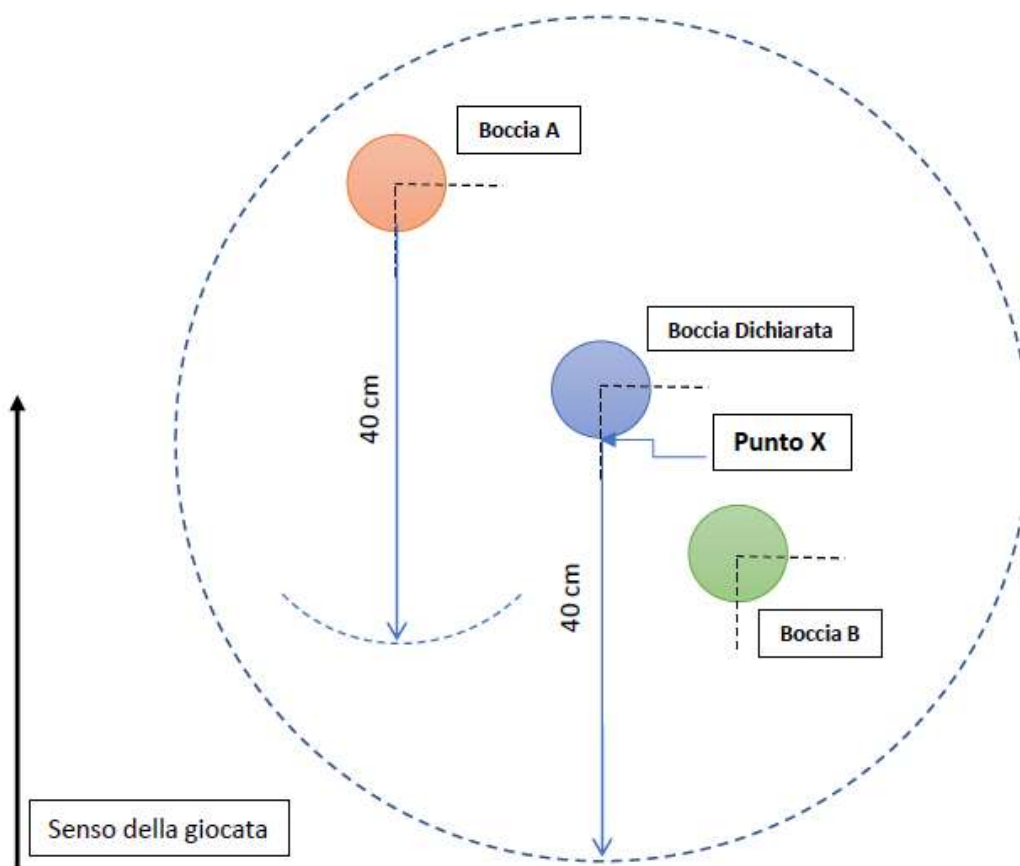 Boccia A
Boccia Dichiarata
40 cm
Punto X
40 cm
Boccia B
Senso della giocata